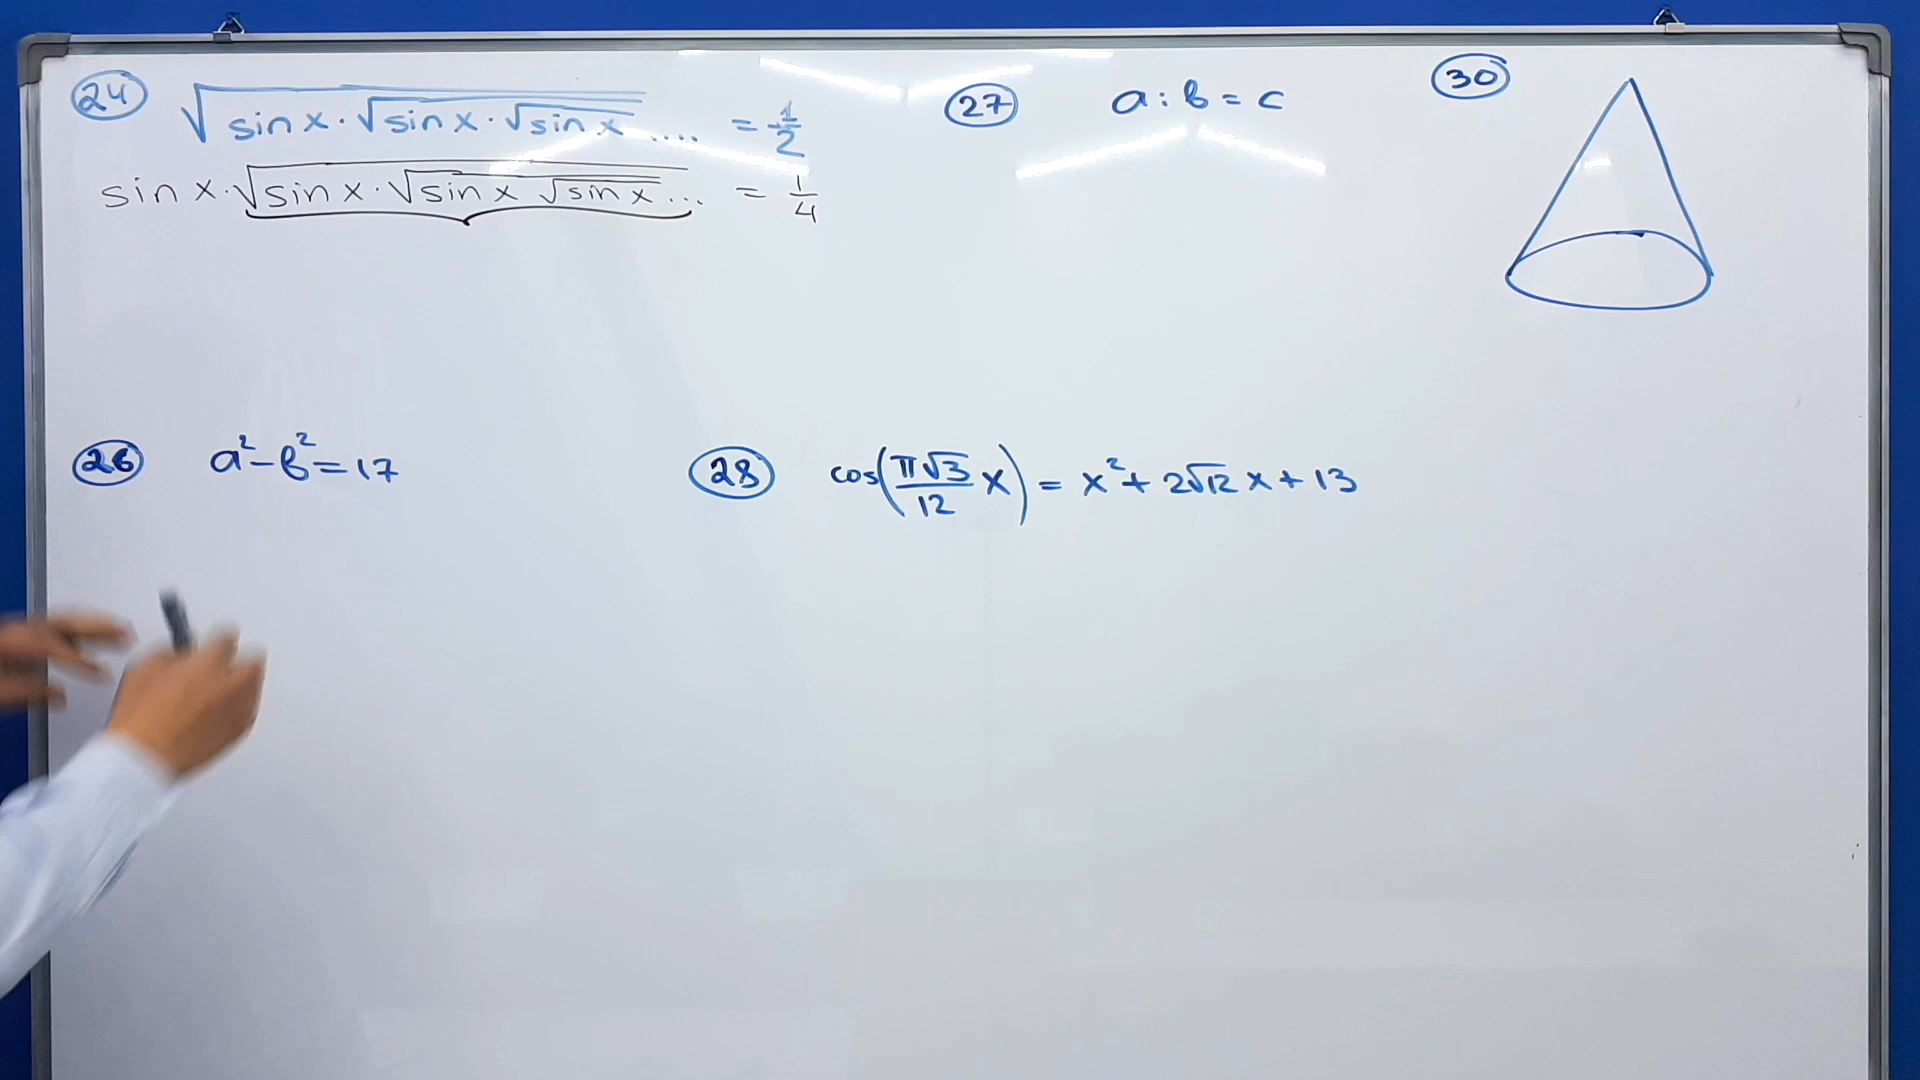 24 √(sin x · √(sin x · √(sin x .... = 1/2
sin x · √(sin x · √(sin x √(sin x ... = 1/4
27 a : b = c
30
26 a² - b² = 17
28 cos(π√3/12 x) = x² + 2√12 x + 13